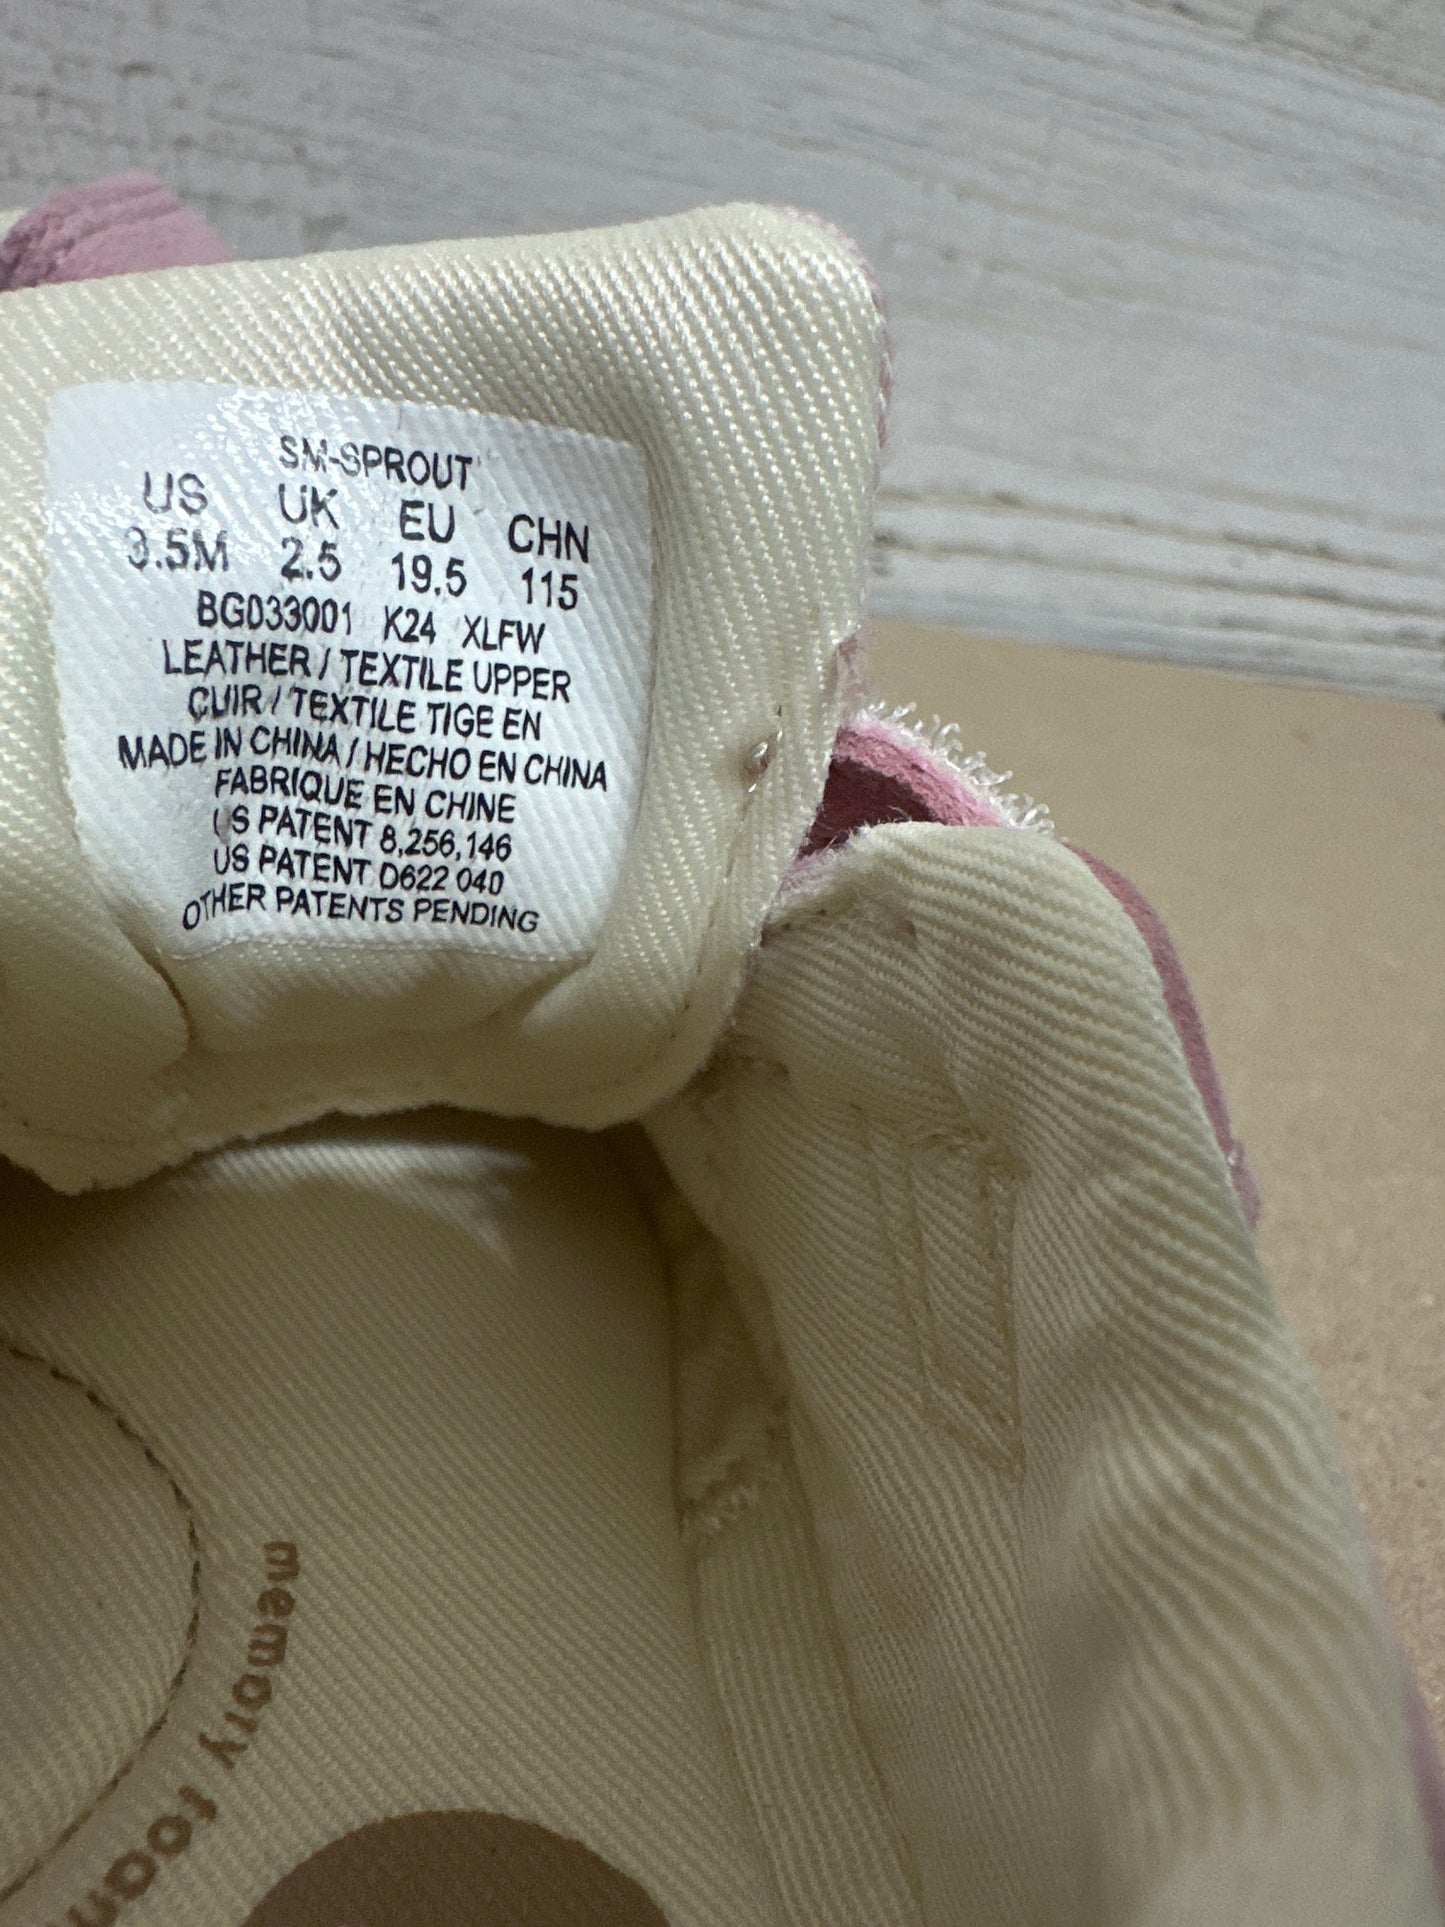 SM-SPROUT
US UK EU CHN
3.5M 2.5 19.5 115
BG033001 K24 XLFW
LEATHER / TEXTILE UPPER
CUIR / TEXTILE TIGE EN
MADE IN CHINA / HECHO EN CHINA
FABRIQUE EN CHINE
US PATENT 8,256,146
US PATENT D622 040
OTHER PATENTS PENDING
memory foam